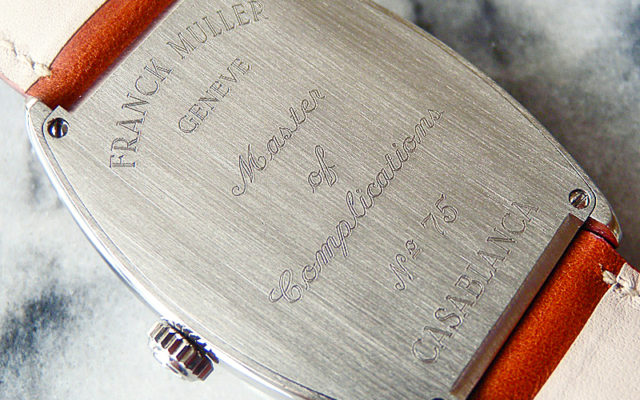 FRANCK MULLER
GENEVE
Master
of
Complications
No 75
CASABLANCA